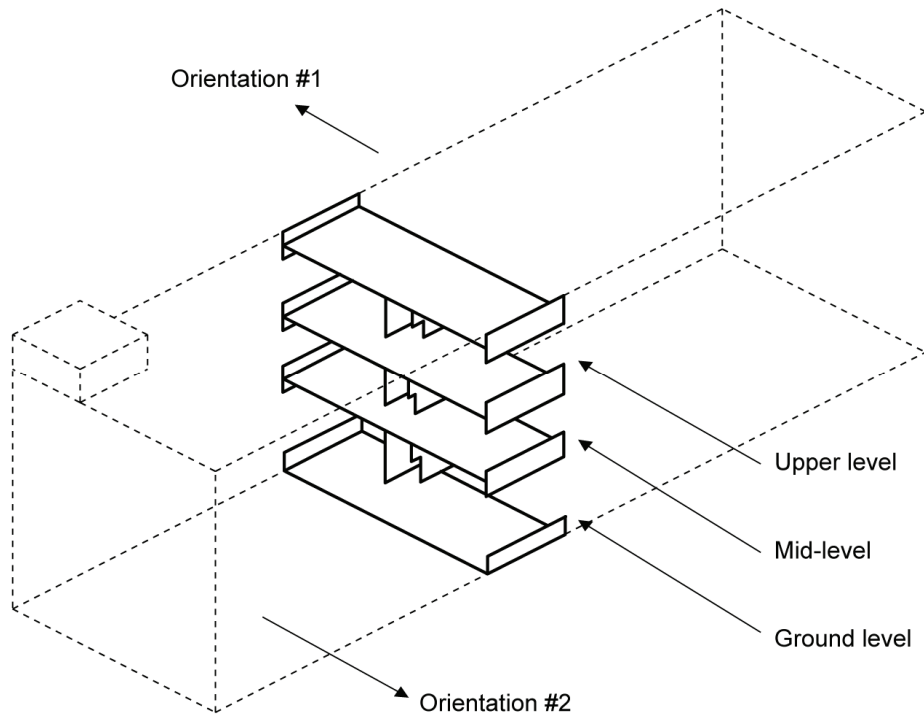 Orientation #1
Upper level
Mid-level
Ground level
Orientation #2